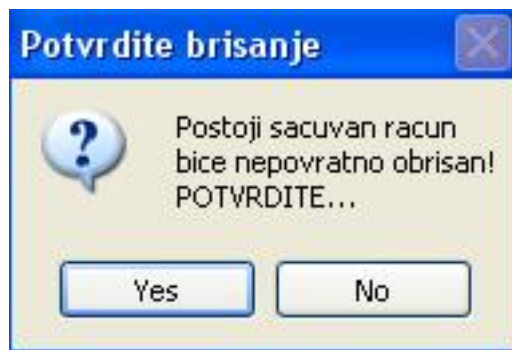 Potvrdite brisanje
Postoji sacuvan racun
bice nepovratno obrisan!
POTVRDITE...
Yes
No